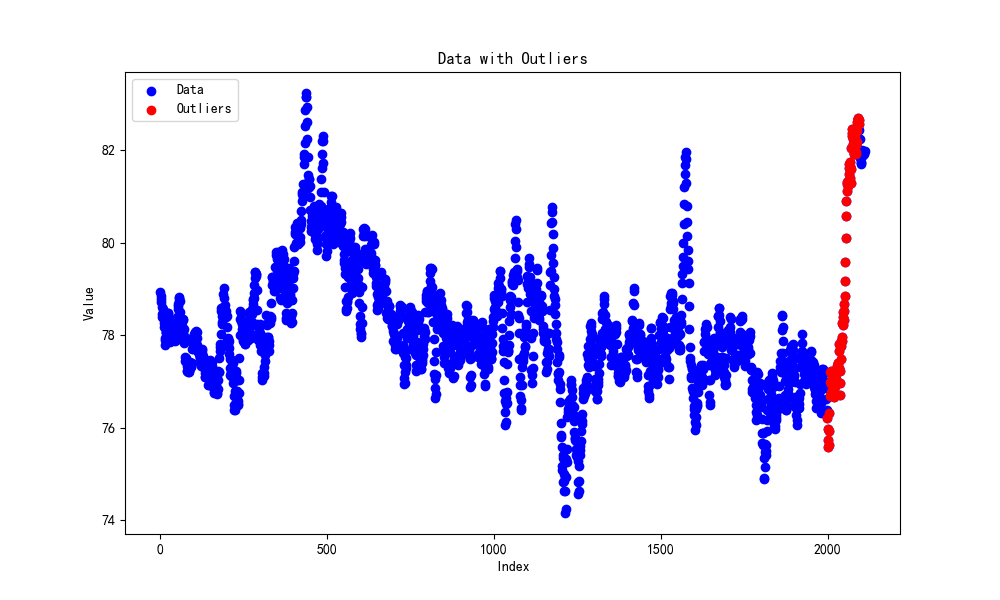 Data with Outliers
Data
Outliers
82
80
78
76
74
Value
0
500
1000
1500
2000
Index